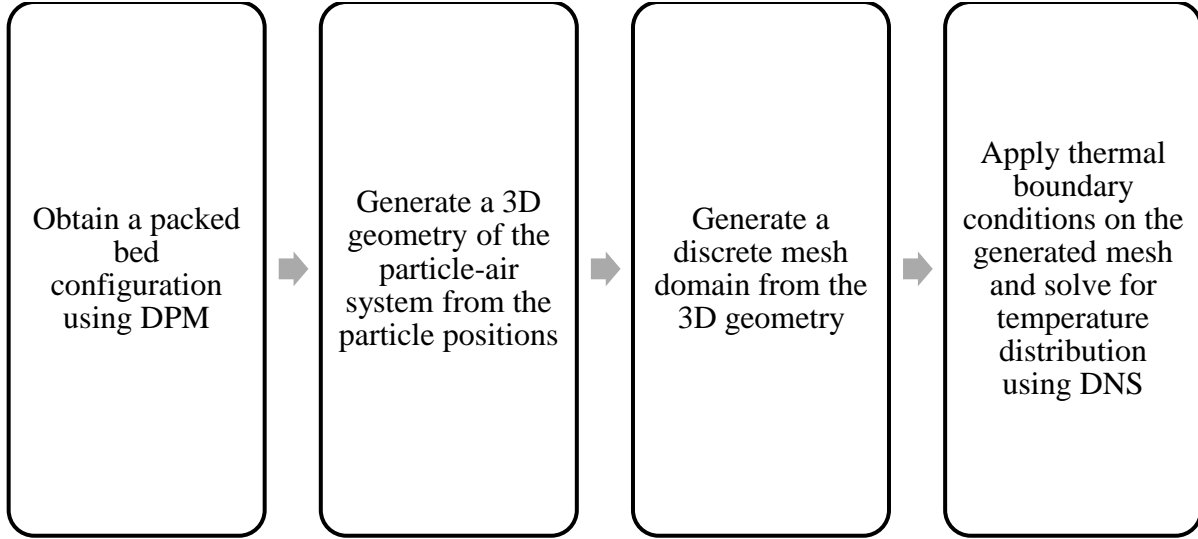 Obtain a packed
bed
configuration
using DPM
Generate a 3D
geometry of the
particle-air
system from the
particle positions
Generate a
discrete mesh
domain from the
3D geometry
Apply thermal
boundary
conditions on the
generated mesh
and solve for
temperature
distribution
using DNS